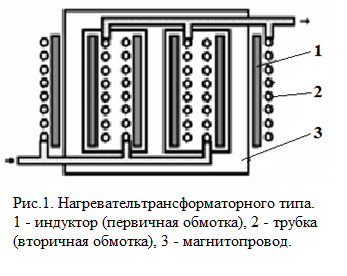 1
2
3
Рис.1. Нагревательтрансформаторного типа.
1 - индуктор (первичная обмотка), 2 - трубка
(вторичная обмотка), 3 - магнитопровод.